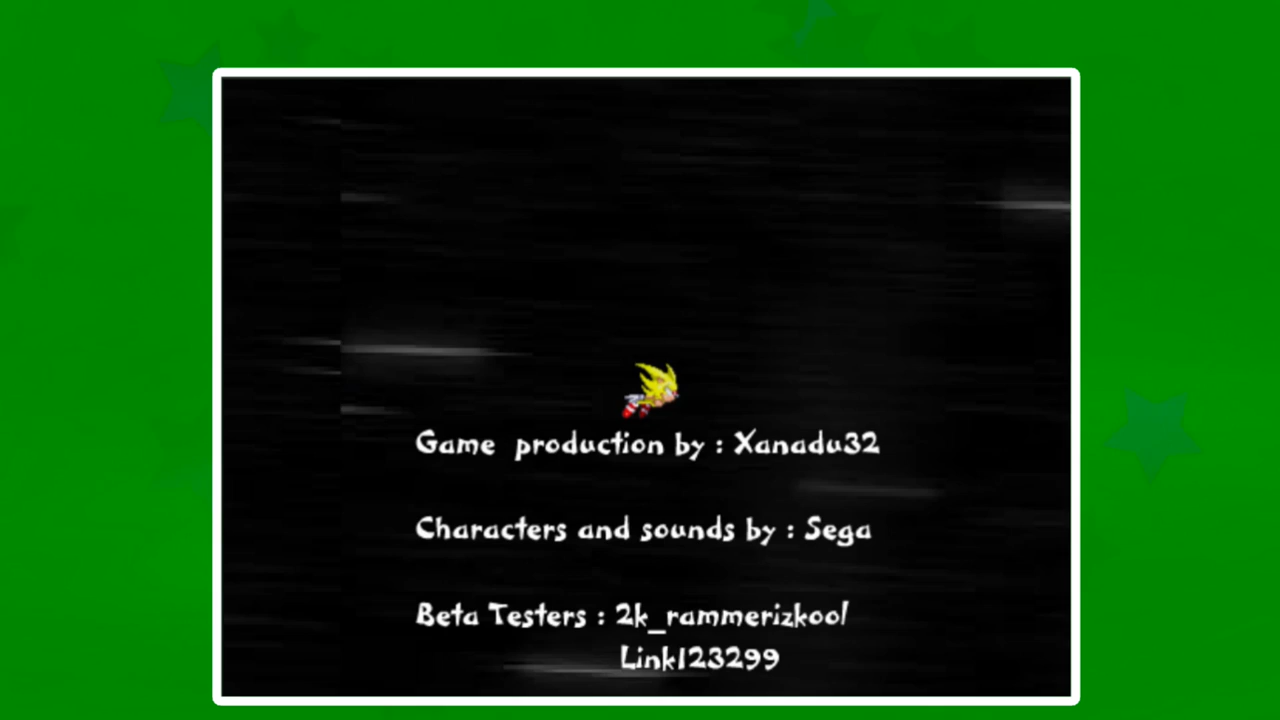 Game  production by : Xanadu32
Characters and sounds by : Sega
Beta Testers : 2k_rammerizkool
Link123299